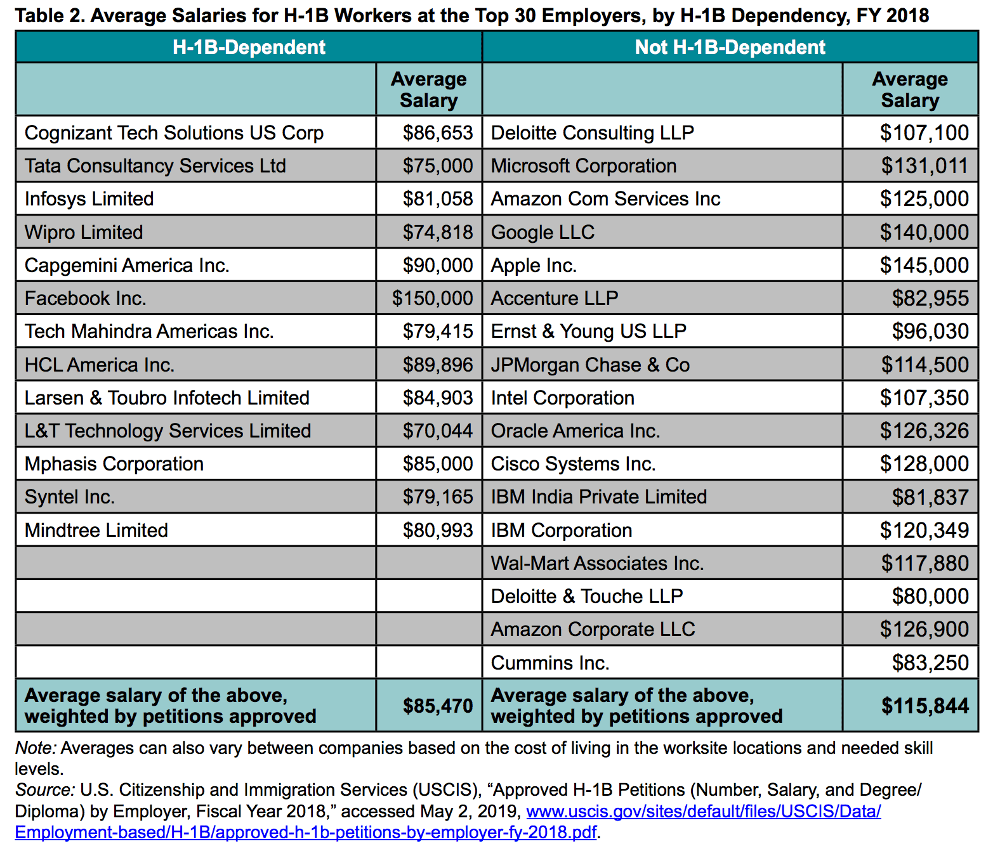 Table 2. Average Salaries for H-1B Workers at the Top 30 Employers, by H-1B Dependency, FY 2018
H-1B-Dependent Not H-1B-Dependent
Average Salary Average Salary
Cognizant Tech Solutions US Corp $86,653 Deloitte Consulting LLP $107,100
Tata Consultancy Services Ltd $75,000 Microsoft Corporation $131,011
Infosys Limited $81,058 Amazon Com Services Inc $125,000
Wipro Limited $74,818 Google LLC $140,000
Capgemini America Inc. $90,000 Apple Inc. $145,000
Facebook Inc. $150,000 Accenture LLP $82,955
Tech Mahindra Americas Inc. $79,415 Ernst & Young US LLP $96,030
HCL America Inc. $89,896 JPMorgan Chase & Co $114,500
Larsen & Toubro Infotech Limited $84,903 Intel Corporation $107,350
L&T Technology Services Limited $70,044 Oracle America Inc. $126,326
Mphasis Corporation $85,000 Cisco Systems Inc. $128,000
Syntel Inc. $79,165 IBM India Private Limited $81,837
Mindtree Limited $80,993 IBM Corporation $120,349
Wal-Mart Associates Inc. $117,880
Deloitte & Touche LLP $80,000
Amazon Corporate LLC $126,900
Cummins Inc. $83,250
Average salary of the above, weighted by petitions approved $85,470 Average salary of the above, weighted by petitions approved $115,844
Note: Averages can also vary between companies based on the cost of living in the worksite locations and needed skill
levels.
Source: U.S. Citizenship and Immigration Services (USCIS), “Approved H-1B Petitions (Number, Salary, and Degree/
Diploma) by Employer, Fiscal Year 2018,” accessed May 2, 2019, www.uscis.gov/sites/default/files/USCIS/Data/
Employment-based/H-1B/approved-h-1b-petitions-by-employer-fy-2018.pdf.